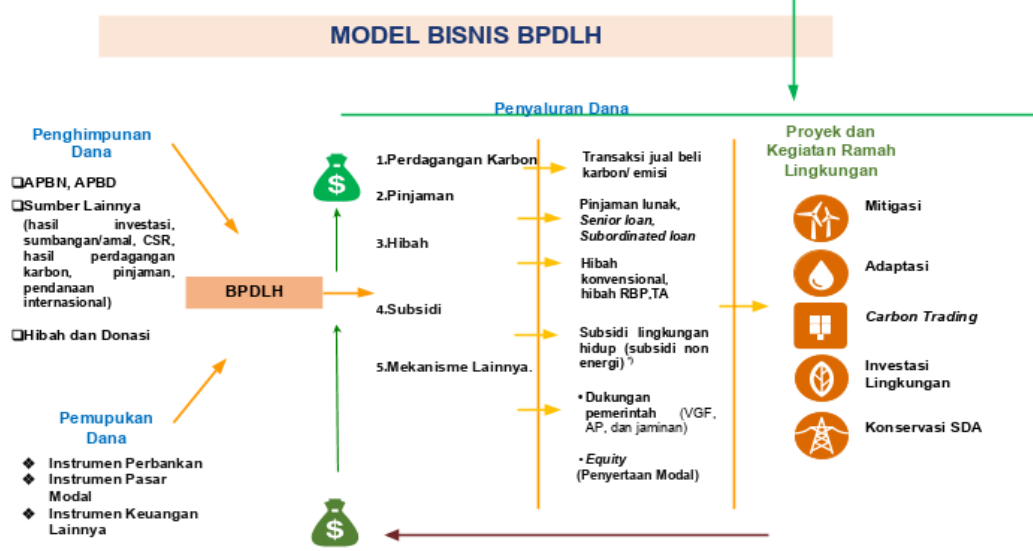 MODEL BISNIS BPDLH
Penyaluran Dana
Penghimpunan
Dana
❑APBN, APBD
❑Sumber Lainnya
(hasil investasi,
sumbangan/amal, CSR,
hasil perdagangan
karbon, pinjaman,
pendanaan
internasional)
❑Hibah dan Donasi
BPDLH
Pemupukan
Dana
❖ Instrumen Perbankan
❖ Instrumen Pasar
Modal
❖ Instrumen Keuangan
Lainnya
$
$
1.Perdagangan Karbon
2.Pinjaman
3.Hibah
4.Subsidi
5.Mekanisme Lainnya.
Transaksi jual beli
karbon/ emisi
Pinjaman lunak,
Senior loan,
Subordinated loan
Hibah
konvensional,
hibah RBP,TA
Subsidi lingkungan
hidup (subsidi non
energi) *)
• Dukungan
pemerintah (VGF,
AP, dan jaminan)
• Equity
(Penyertaan Modal)
Proyek dan
Kegiatan Ramah
Lingkungan
Mitigasi
Adaptasi
Carbon Trading
Investasi
Lingkungan
Konservasi SDA